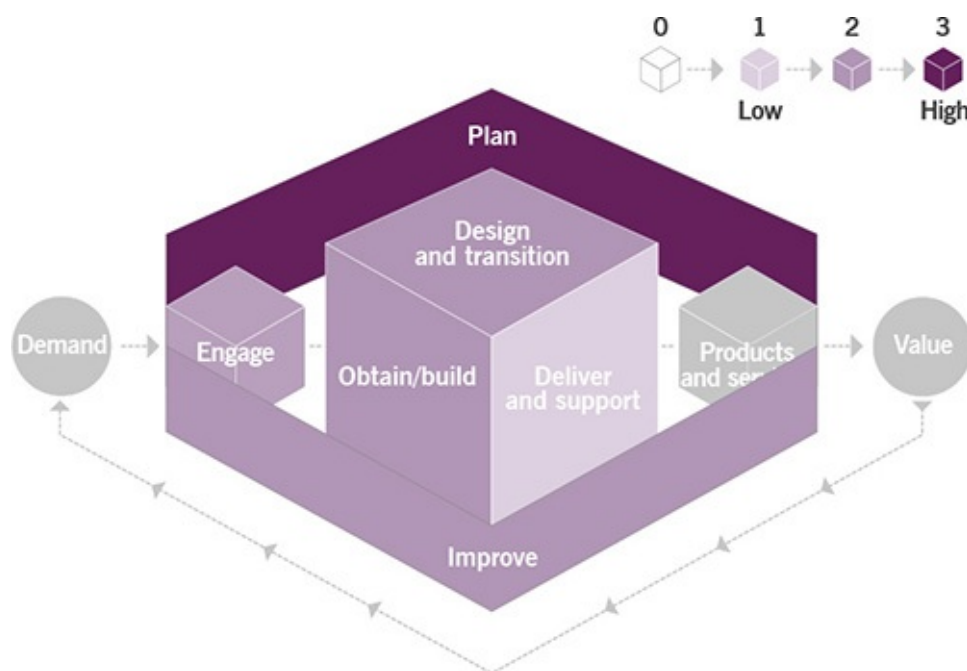 0 1 2 3
Low High
Plan
Design
and transition
Demand
Engage
Obtain/build
Deliver
and support
Products
and
Value
Improve